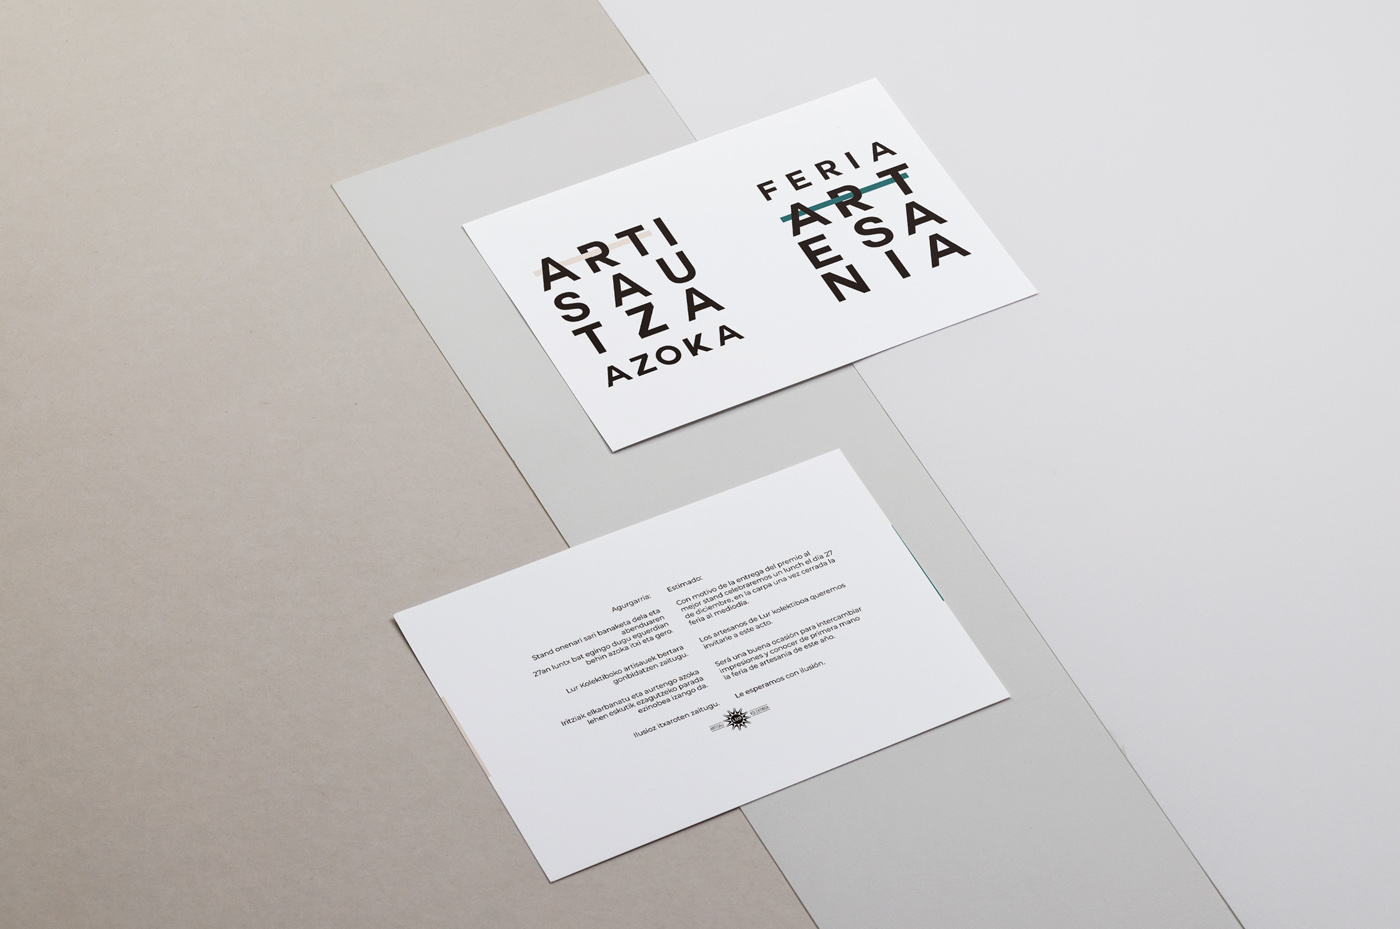 ARTI
SAU
TZA
AZOKA
FERIA
ART
ESA
NIA
Agurgarria:
Stand onenari sari banaketa dela eta
abenduaren
27an luntx bat egingo dugu eguerdian
behin azoka itxi eta gero.
Lur Kolektiboko artisauek bertara
gonbidatzen zaitugu.
Iritziak elkarbanatu eta aurtengo azoka
lehen eskutik ezagutzeko parada
ezinobea izango da.
Ilusioz itxaroten zaitugu.
Estimado:
Con motivo de la entrega del premio al
mejor stand celebraremos un lunch el día 27
de diciembre, en la carpa una vez cerrada la
feria al mediodía.
Los artesanos de Lur kolektiboa queremos
invitarle a este acto.
Será una buena ocasión para intercambiar
impresiones y conocer de primera mano
la feria de artesanía de este año.
Le esperamos con ilusión.